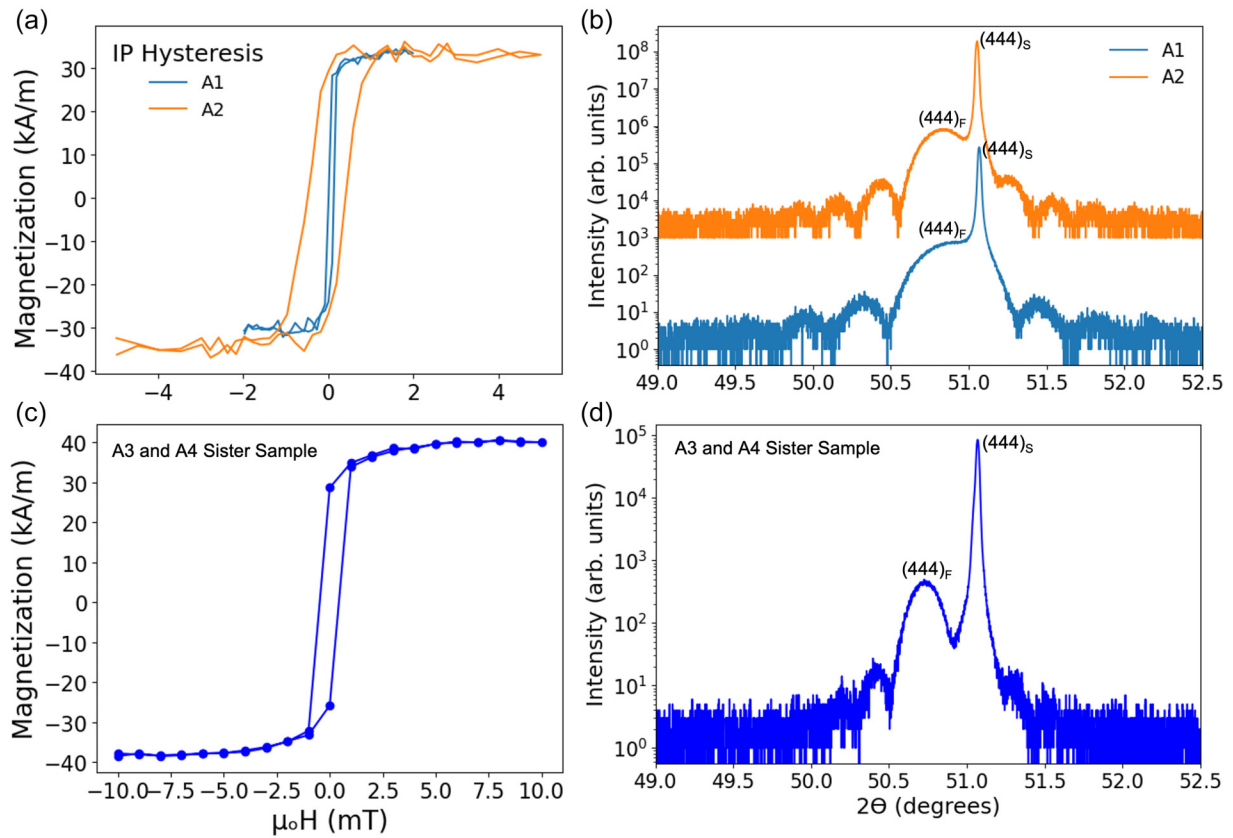 (a)
IP Hysteresis
A1
A2
Magnetization (kA/m)
30
20
10
0
−10
−20
−30
−40
−4
−2
0
2
4
(b)
A1
A2
(444)S
(444)F
(444)S
(444)F
Intensity (arb. units)
10^8
10^7
10^6
10^5
10^4
10^3
10^2
10^1
10^0
49.0
49.5
50.0
50.5
51.0
51.5
52.0
52.5
(c)
A3 and A4 Sister Sample
Magnetization (kA/m)
40
30
20
10
0
−10
−20
−30
−40
−10.0
−7.5
−5.0
−2.5
0.0
2.5
5.0
7.5
10.0
μoH (mT)
(d)
A3 and A4 Sister Sample
(444)S
(444)F
Intensity (arb. units)
10^5
10^4
10^3
10^2
10^1
10^0
49.0
49.5
50.0
50.5
51.0
51.5
52.0
52.5
2Θ (degrees)